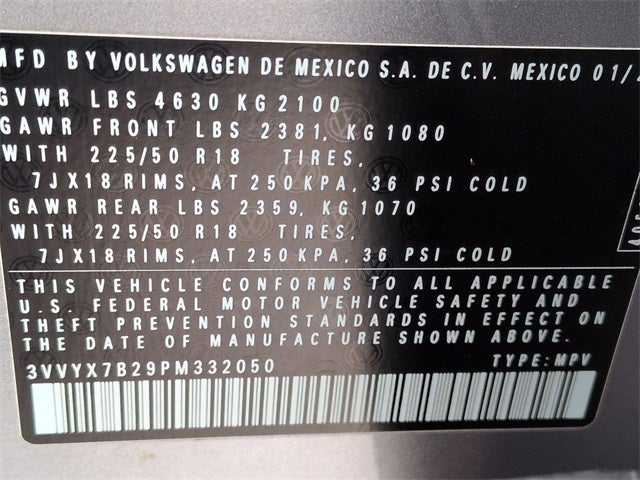 MFD BY VOLKSWAGEN DE MEXICO S.A. DE C.V. MEXICO 01/
GVWR LBS 4630 KG 2100
GAWR FRONT LBS 2381, KG 1080
WITH 225/50 R18 TIRES,
7JX18 RIMS, AT 250 KPA, 36 PSI COLD
GAWR REAR LBS 2359, KG 1070
WITH 225/50 R18 TIRES,
7JX18 RIMS, AT 250 KPA, 36 PSI COLD
THIS VEHICLE CONFORMS TO ALL APPLICABLE
U.S. FEDERAL MOTOR VEHICLE SAFETY AND
THEFT PREVENTION STANDARDS IN EFFECT ON
THE DATE OF MANUFACTURE SHOWN ABOVE.
3VVYX7B29PM332050 TYPE: MPV